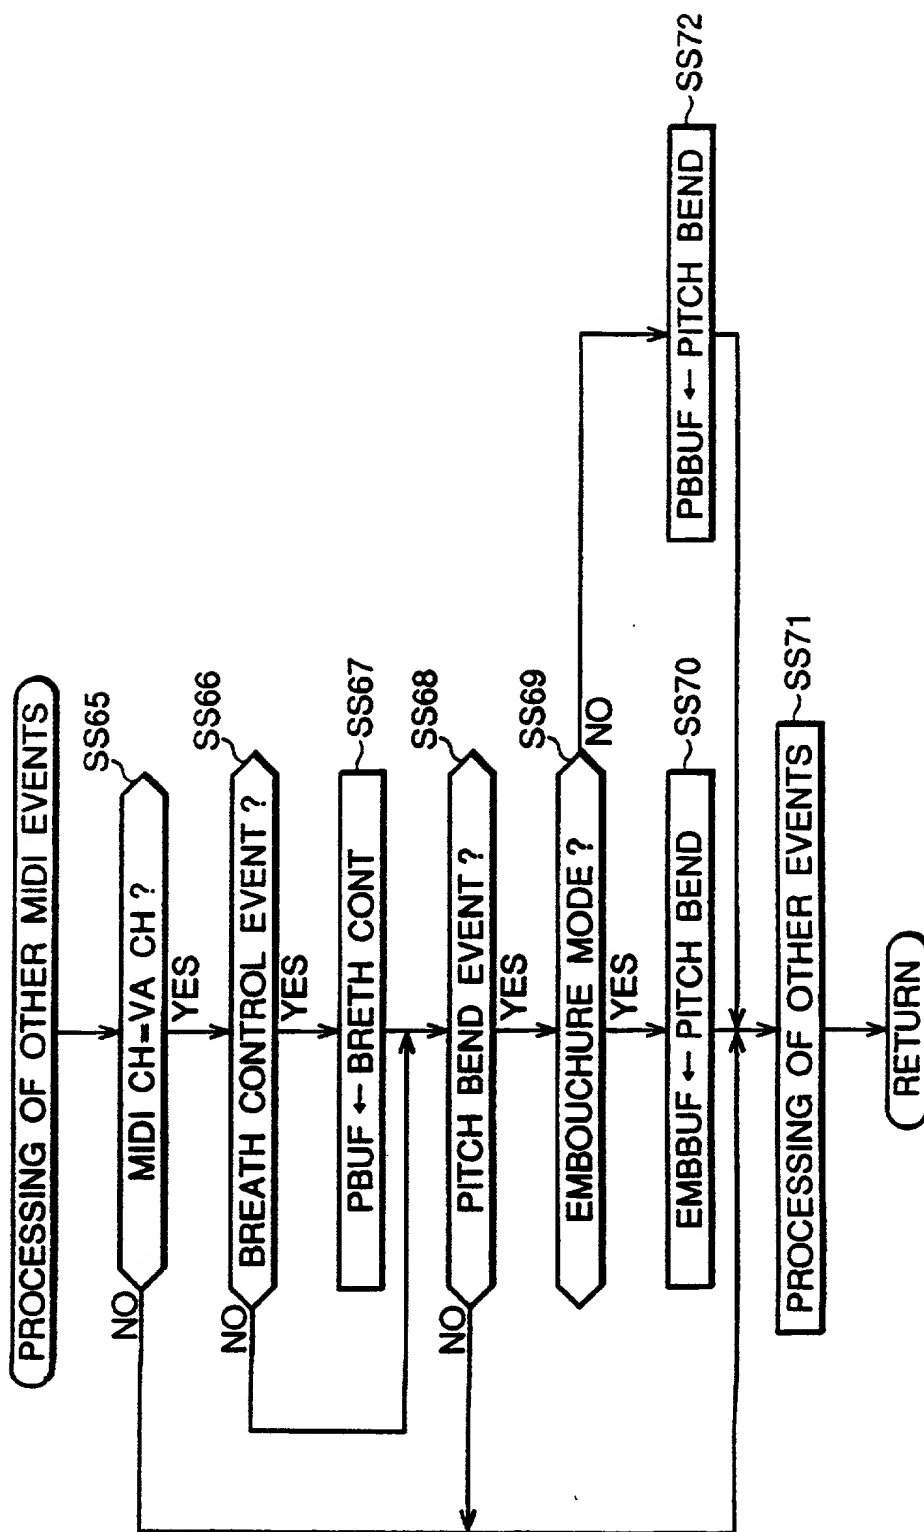 PROCESSING OF OTHER MIDI EVENTS
SS65
MIDI CH=VA CH ?
NO
YES
SS66
BREATH CONTROL EVENT ?
NO
YES
SS67
PBUF ← BRETH CONT
SS68
PITCH BEND EVENT ?
NO
YES
SS69
EMBOUCHURE MODE ?
NO
YES
SS70
EMBBUF ← PITCH BEND
SS72
PBBUF ← PITCH BEND
SS71
PROCESSING OF OTHER EVENTS
RETURN